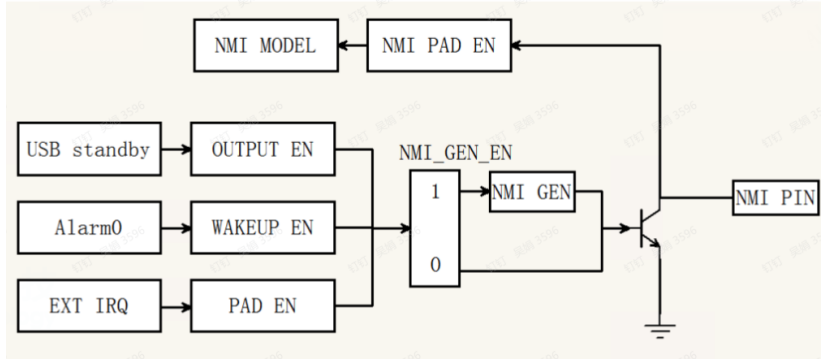 NMI MODEL
NMI PAD EN
USB standby
OUTPUT EN
NMI_GEN_EN
1
NMI GEN
NMI PIN
Alarm0
WAKEUP EN
0
EXT IRQ
PAD EN